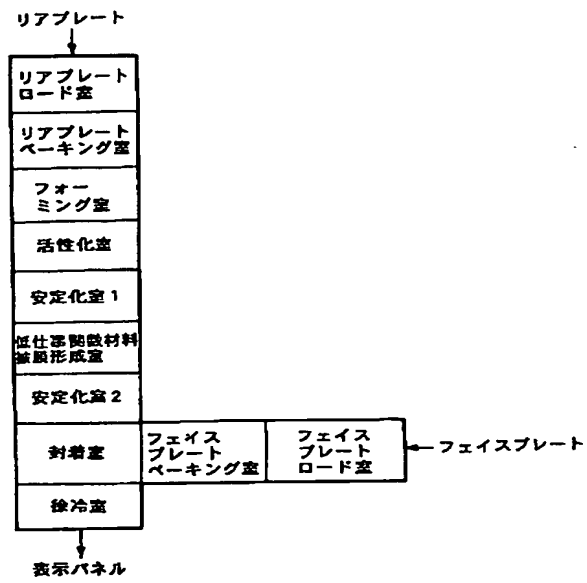 リアプレート
リアプレート
ロード室
リアプレート
ベーキング室
フォー
ミング室
活性化室
安定化室1
低仕事関数材料
被膜形成室
安定化室2
封着室
フェイス
プレート
ベーキング室
フェイス
プレート
ロード室
フェイスプレート
徐冷室
表示パネル